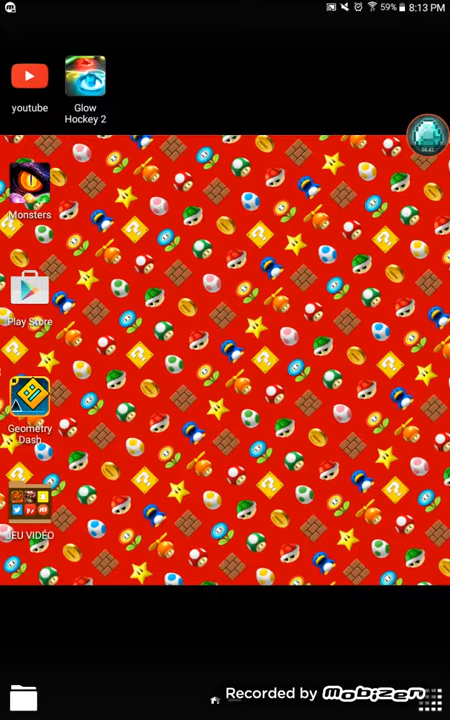 59% 8:13 PM
youtube
Glow
Hockey 2
Monsters
Play Store
Geometry
Dash
JEU VIDÉO
Recorded by mobizen